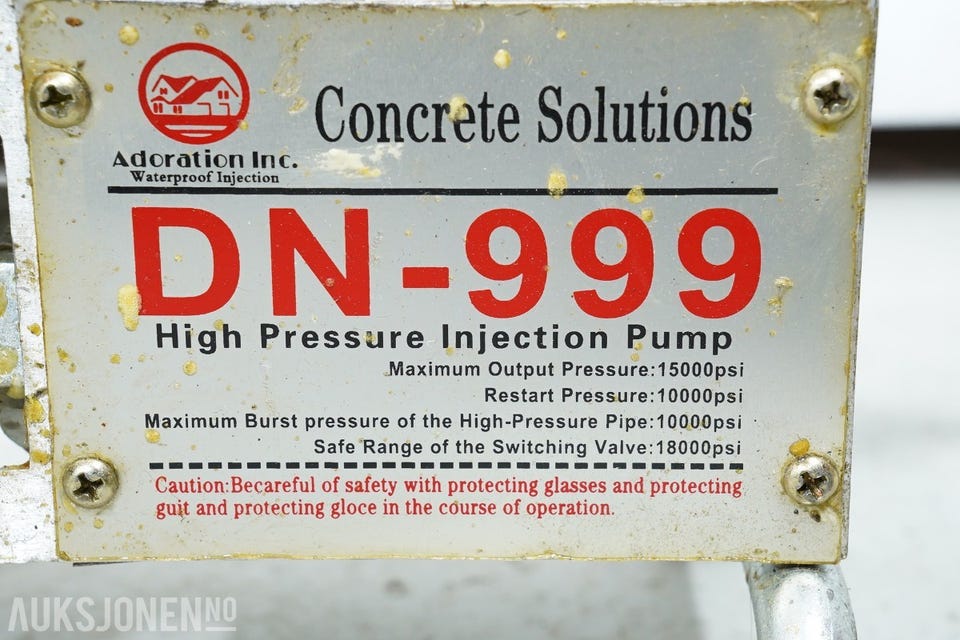 Concrete Solutions
Adoration Inc.
Waterproof Injection
DN-999
High Pressure Injection Pump
Maximum Output Pressure:15000psi
Restart Pressure:10000psi
Maximum Burst pressure of the High-Pressure Pipe:10000psi
Safe Range of the Switching Valve:18000psi
Caution:Becareful of safety with protecting glasses and protecting
guit and protecting gloce in the course of operation.
AUKSJONEN.NO